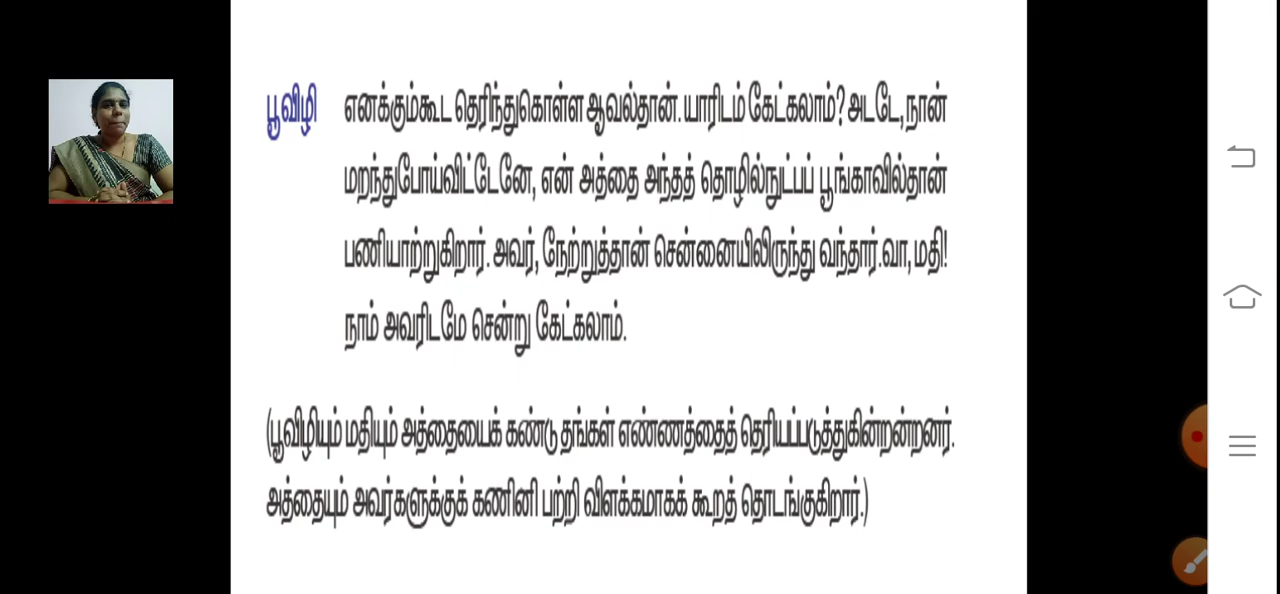 பூவிழி எனக்கும்கூட தெரிந்துகொள்ள ஆவல்தான். யாரிடம் கேட்கலாம்? அடடே, நான்
மறந்துபோய்விட்டேனே, என் அத்தை அந்தத் தொழில்நுட்பப் பூங்காவில்தான்
பணியாற்றுகிறார். அவர், நேற்றுத்தான் சென்னையிலிருந்து வந்தார்.வா, மதி!
நாம் அவரிடமே சென்று கேட்கலாம்.
(பூவிழியும் மதியும் அத்தையைக் கண்டு தங்கள் எண்ணத்தைத் தெரியப்படுத்துகின்றன்றனர்.
அத்தையும் அவர்களுக்குக் கணினி பற்றி விளக்கமாகக் கூறத் தொடங்குகிறார்.)